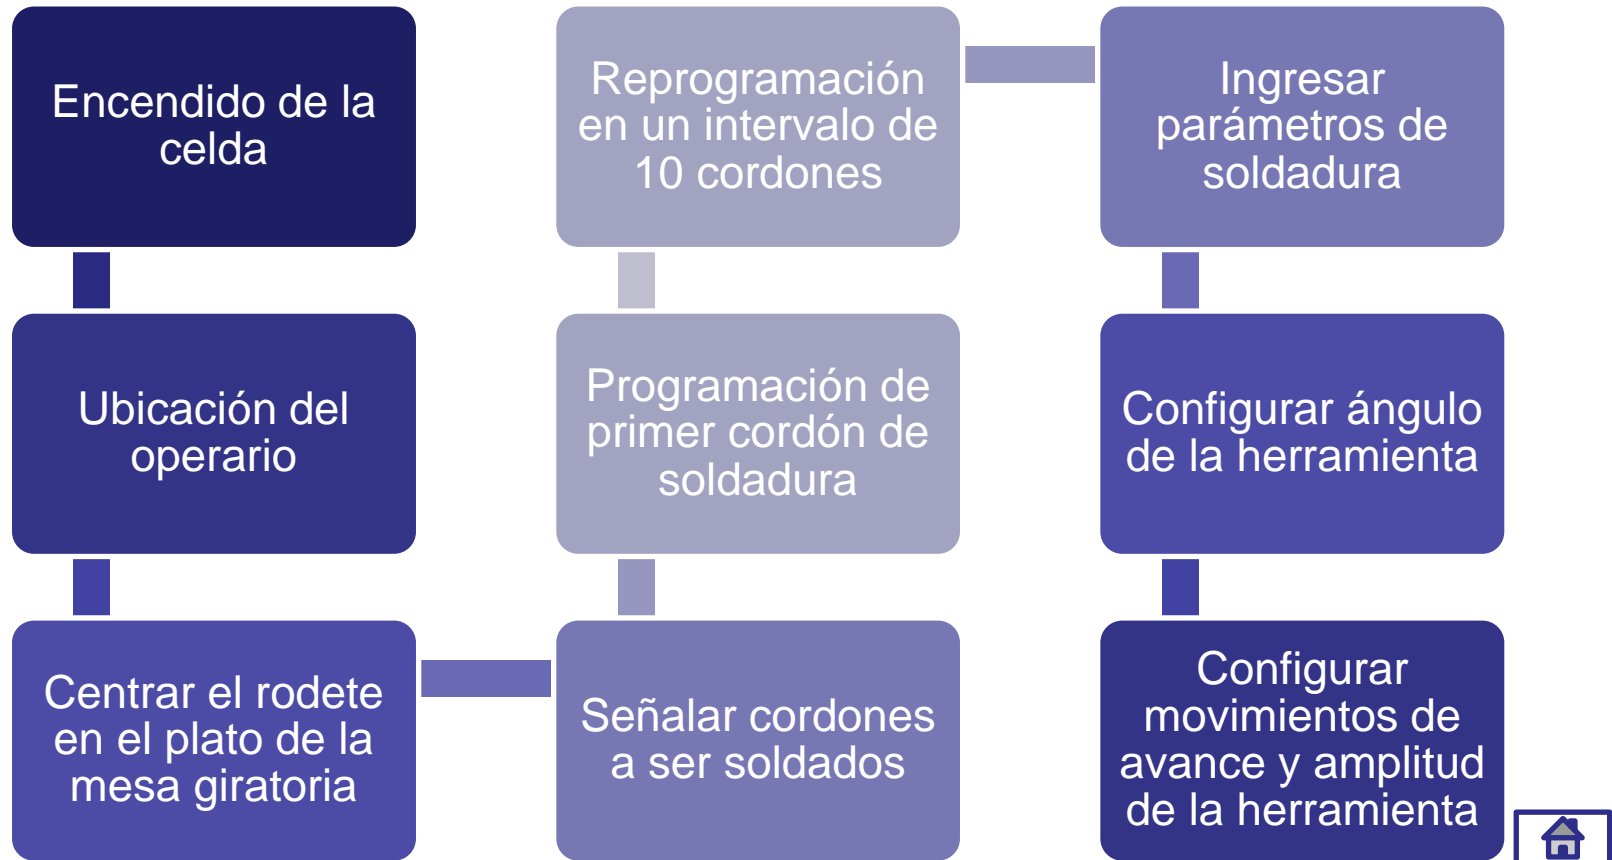 Encendido de la
celda
Ubicación del
operario
Centrar el rodete
en el plato de la
mesa giratoria
Señalar cordones
a ser soldados
Programación de
primer cordón de
soldadura
Reprogramación
en un intervalo de
10 cordones
Ingresar
parámetros de
soldadura
Configurar ángulo
de la herramienta
Configurar
movimientos de
avance y amplitud
de la herramienta